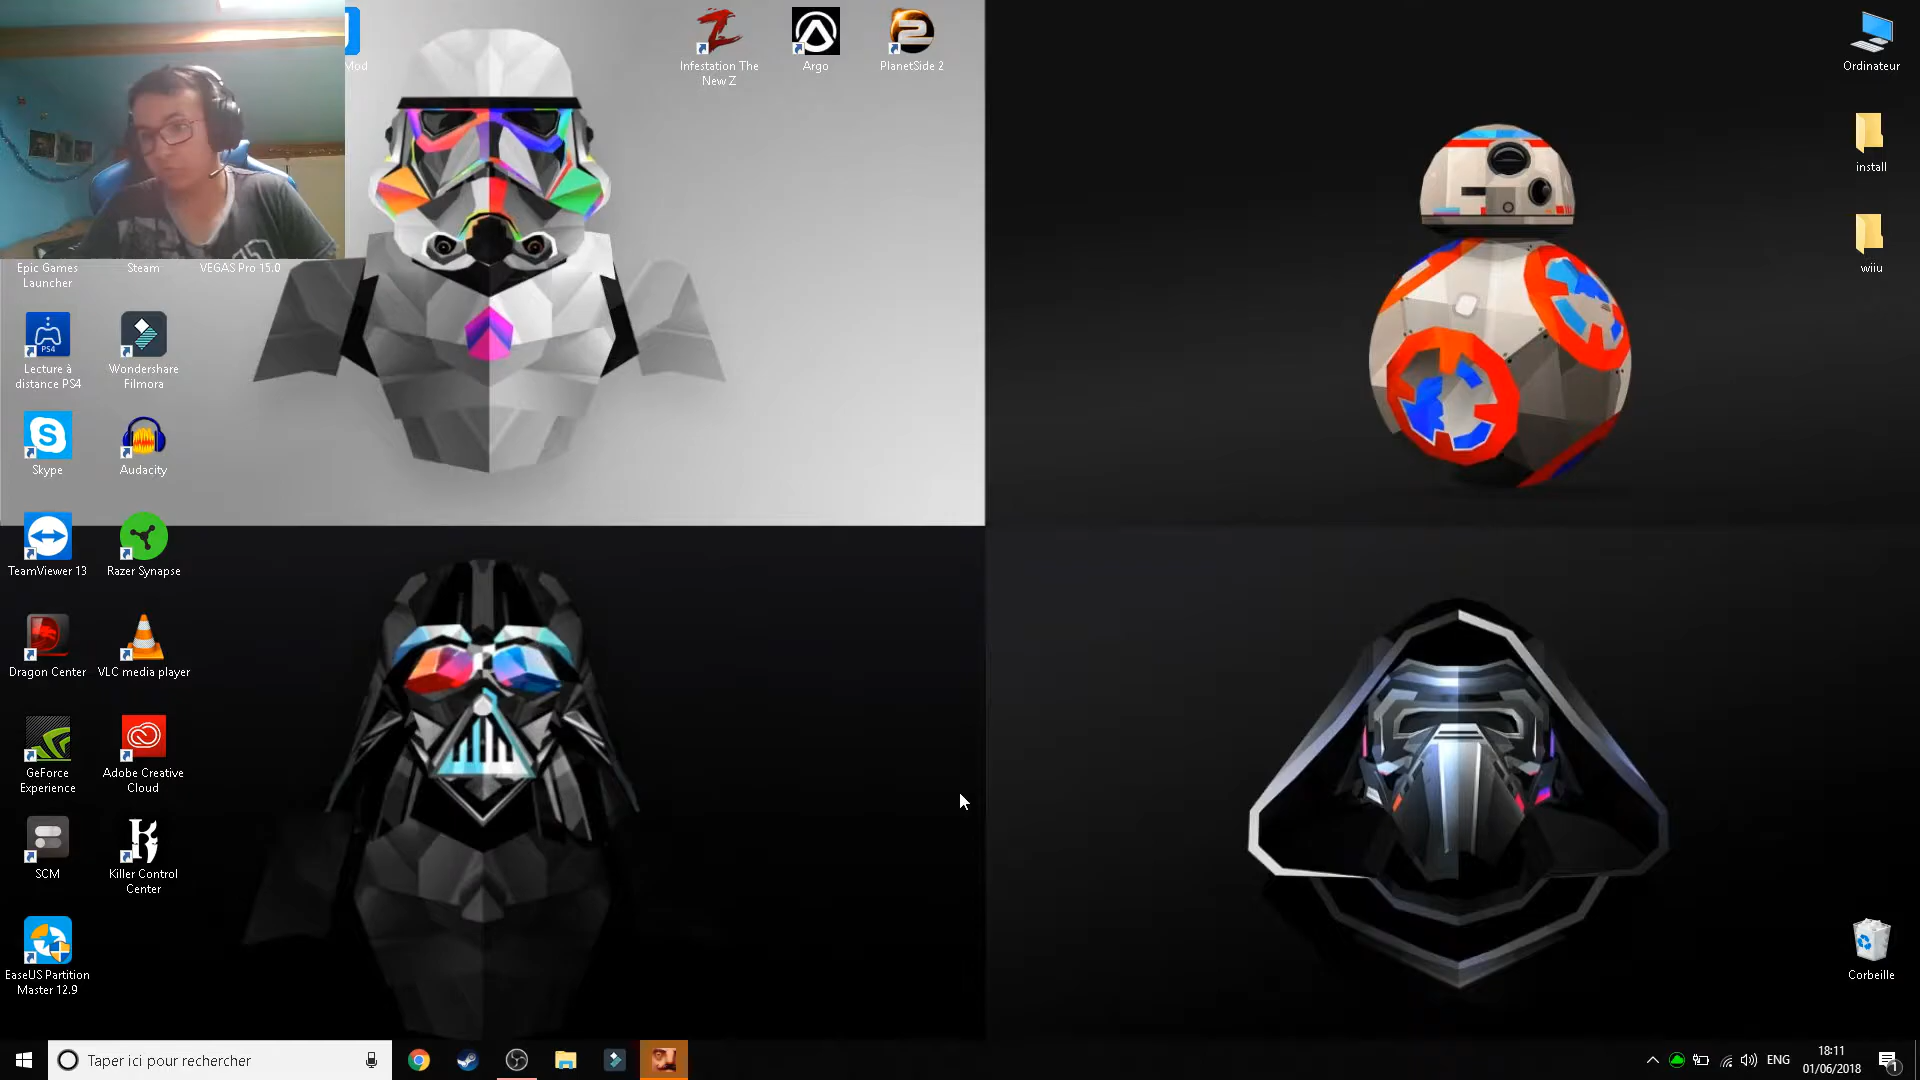 Mod
Infestation The
New Z
Argo
PlanetSide 2
Ordinateur
install
wiiu
Epic Games
Launcher
Steam
VEGAS Pro 15.0
PS4
Lecture à
distance PS4
Wondershare
Filmora
Skype
Audacity
TeamViewer 13
Razer Synapse
Dragon Center
VLC media player
GeForce
Experience
Adobe Creative
Cloud
SCM
Killer Control
Center
EaseUS Partition
Master 12.9
Corbeille
Taper ici pour rechercher
ENG
18:11
01/06/2018
1